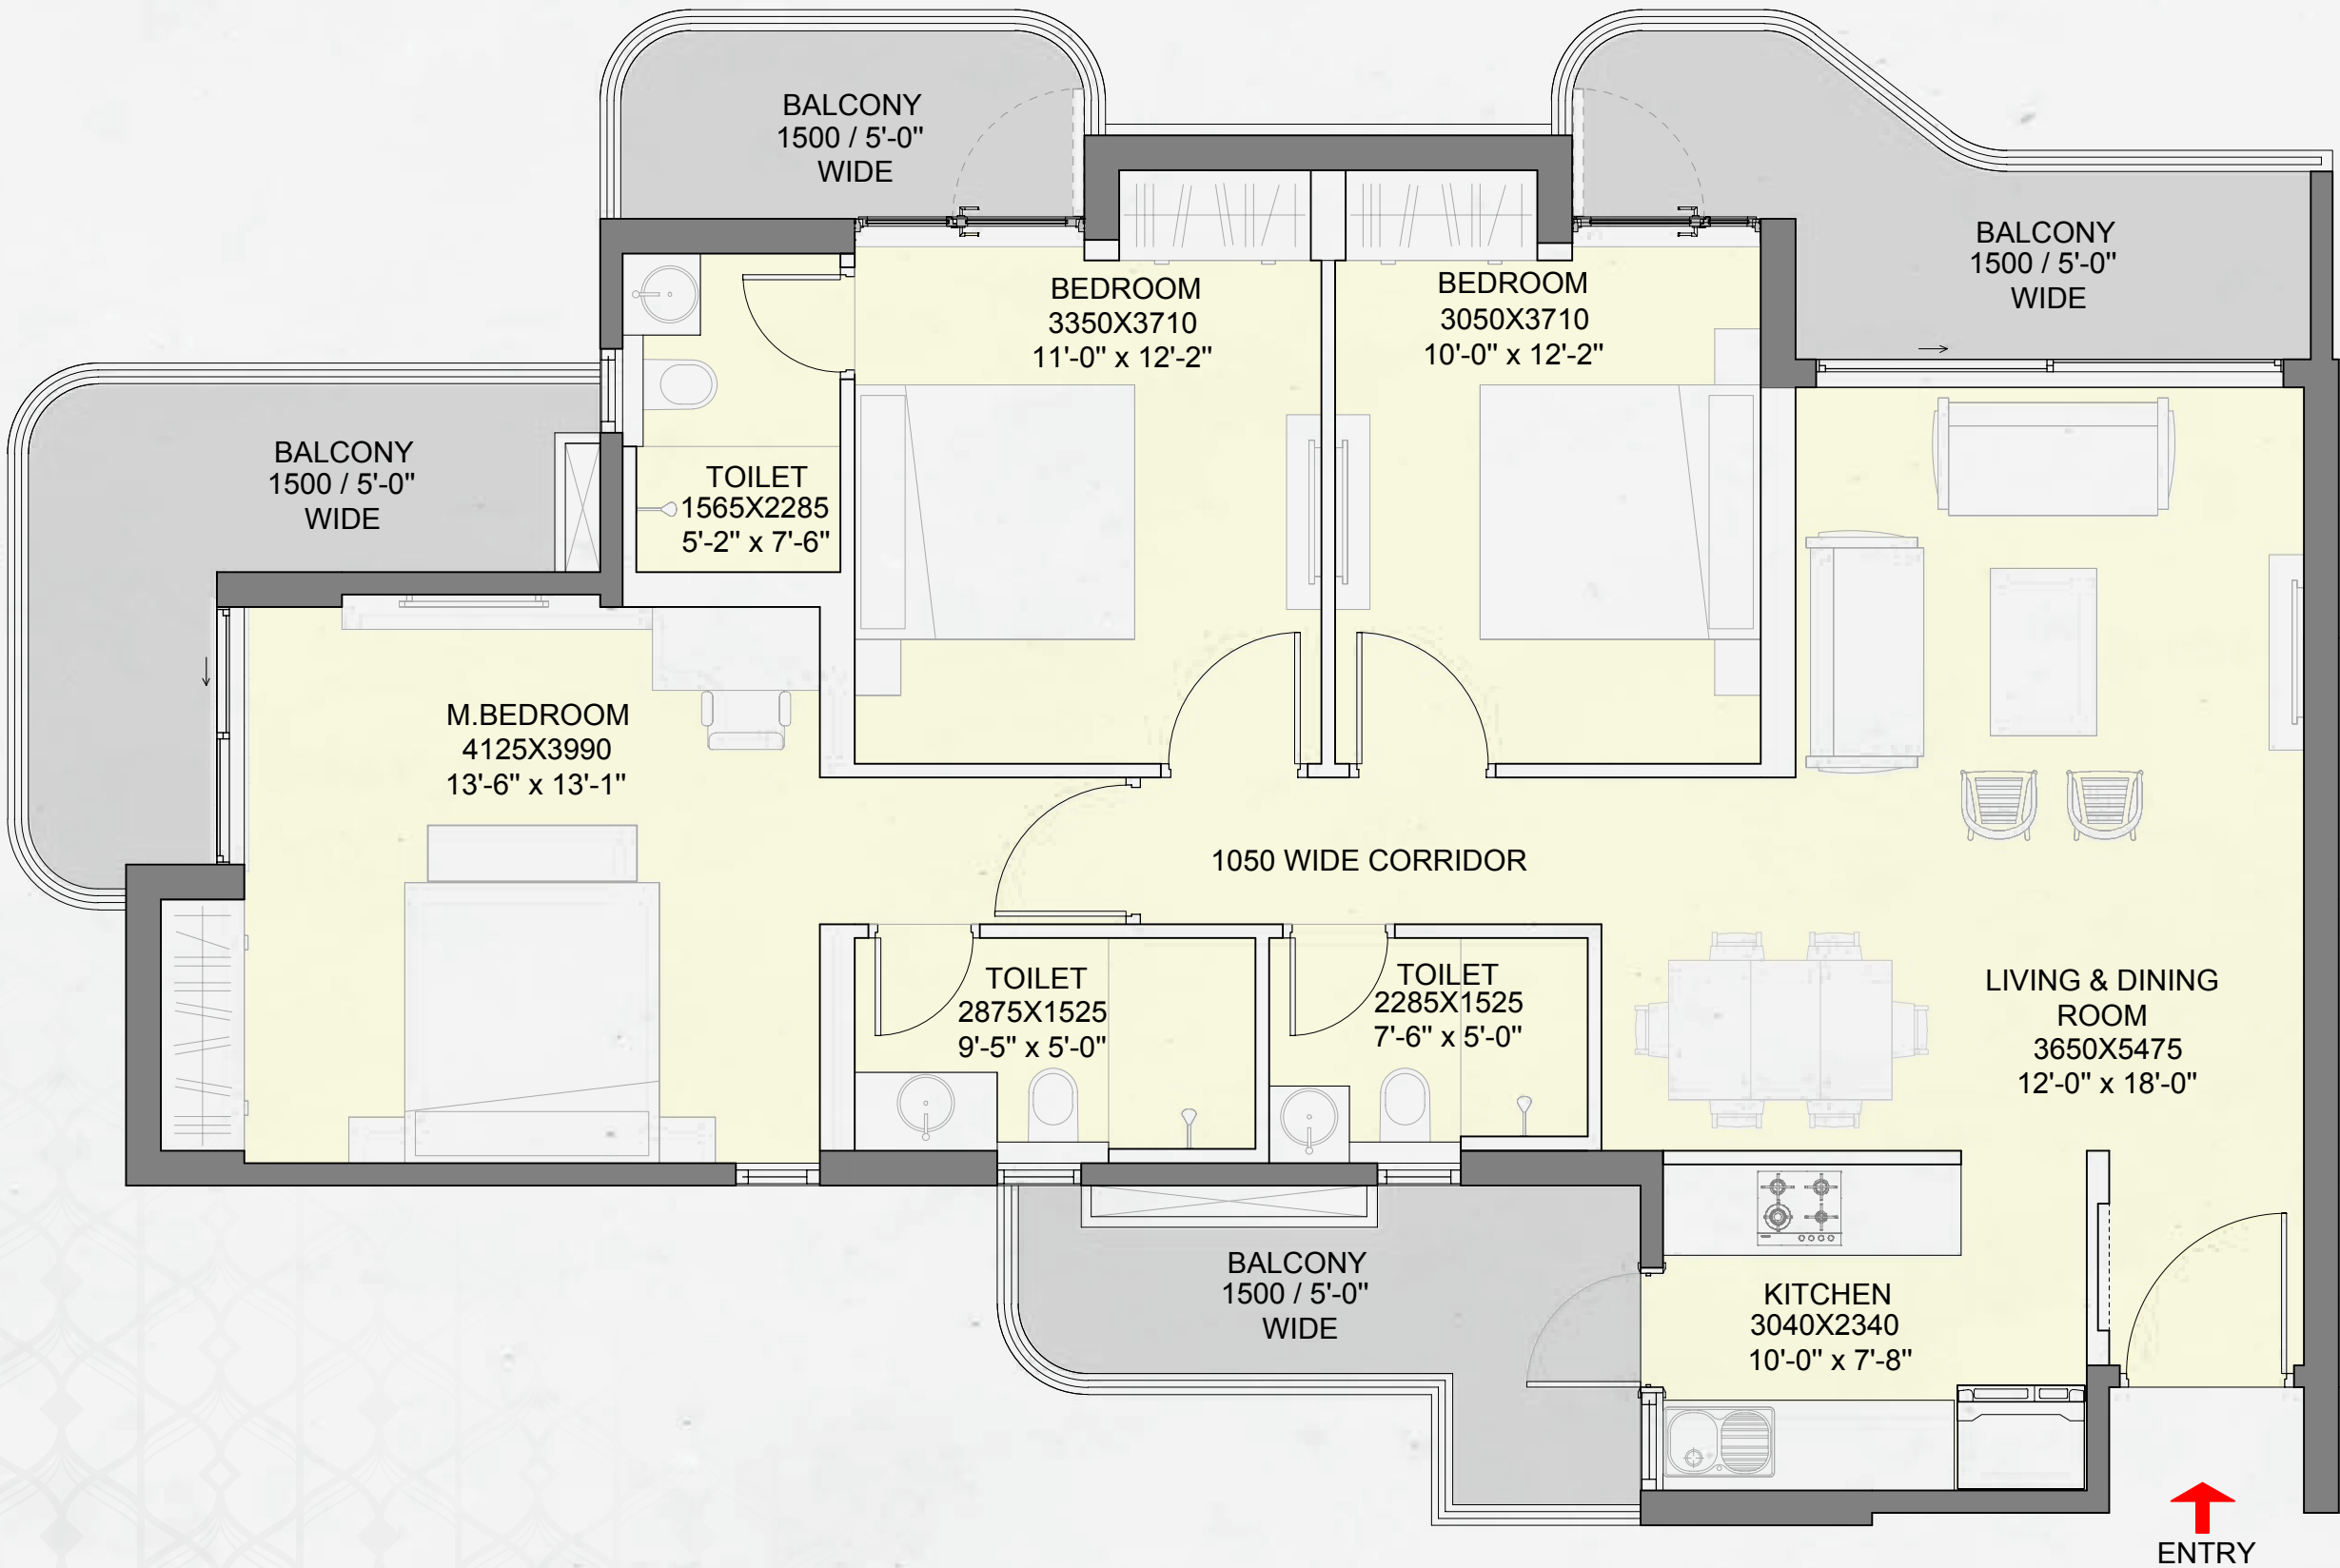 BALCONY
1500 / 5'-0"
WIDE
BALCONY
1500 / 5'-0"
WIDE
BEDROOM
3350X3710
11'-0" x 12'-2"
BEDROOM
3050X3710
10'-0" x 12'-2"
BALCONY
1500 / 5'-0"
WIDE
TOILET
1565X2285
5'-2" x 7'-6"
M.BEDROOM
4125X3990
13'-6" x 13'-1"
1050 WIDE CORRIDOR
TOILET
2875X1525
9'-5" x 5'-0"
TOILET
2285X1525
7'-6" x 5'-0"
LIVING & DINING
ROOM
3650X5475
12'-0" x 18'-0"
BALCONY
1500 / 5'-0"
WIDE
KITCHEN
3040X2340
10'-0" x 7'-8"
ENTRY